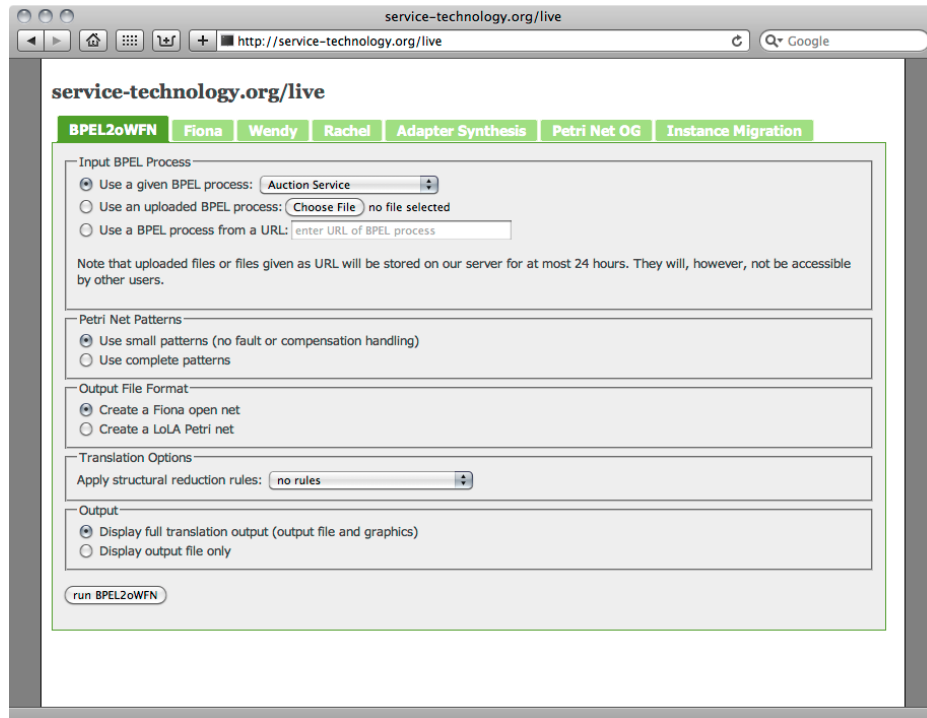 service-technology.org/live
http://service-technology.org/live
Google
service-technology.org/live
BPEL2oWFN Fiona Wendy Rachel Adapter Synthesis Petri Net OG Instance Migration
Input BPEL Process
Use a given BPEL process: Auction Service
Use an uploaded BPEL process: Choose File no file selected
Use a BPEL process from a URL: enter URL of BPEL process
Note that uploaded files or files given as URL will be stored on our server for at most 24 hours. They will, however, not be accessible
by other users.
Petri Net Patterns
Use small patterns (no fault or compensation handling)
Use complete patterns
Output File Format
Create a Fiona open net
Create a LoLA Petri net
Translation Options
Apply structural reduction rules: no rules
Output
Display full translation output (output file and graphics)
Display output file only
run BPEL2oWFN